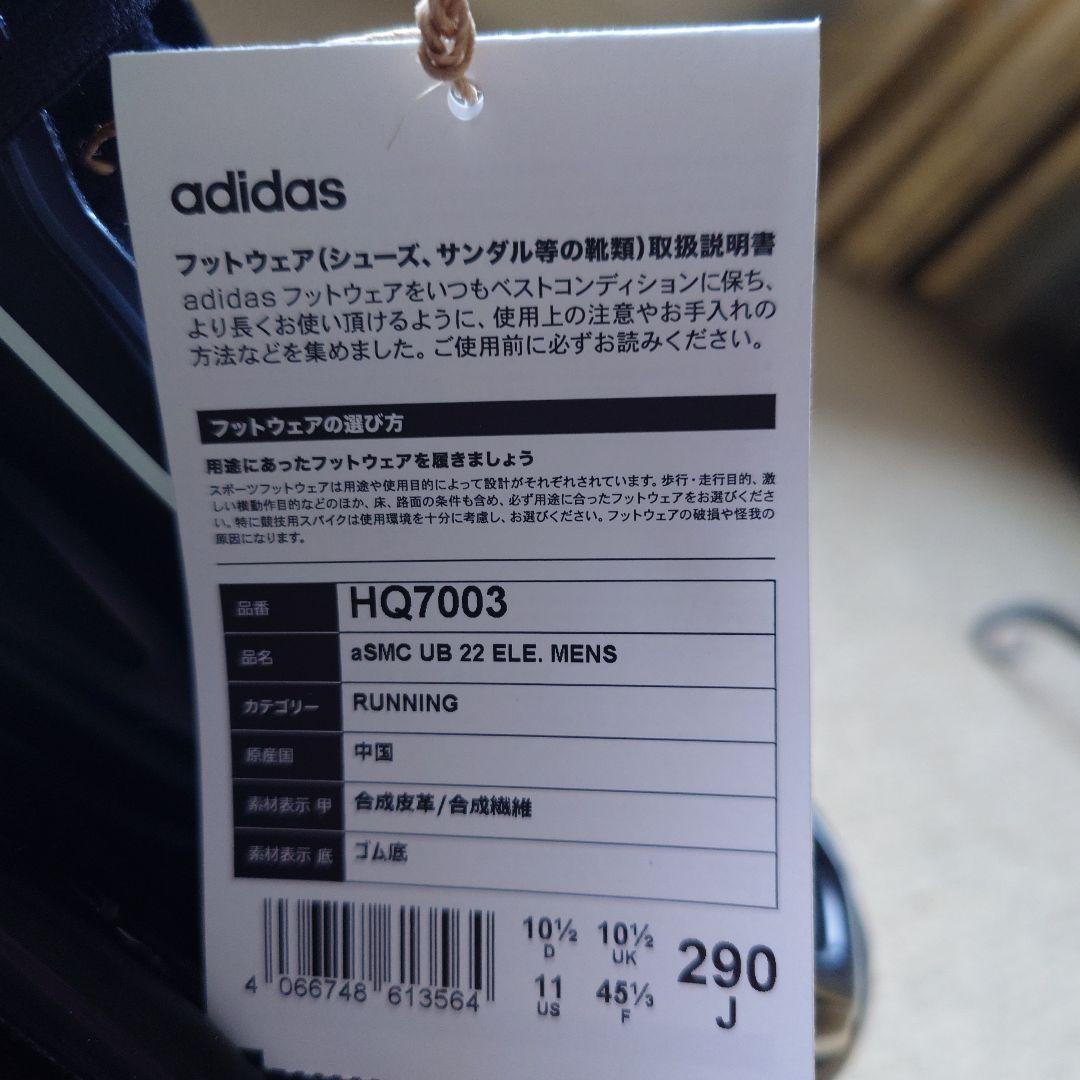 adidas
フットウェア(シューズ、サンダル等の靴類)取扱説明書
adidas フットウェアをいつもベストコンディションに保ち、
より長くお使い頂けるように、使用上の注意やお手入れの
方法などを集めました。ご使用前に必ずお読みください。
フットウェアの選び方
用途にあったフットウェアを履きましょう
スポーツフットウェアは用途や使用目的によって設計がそれぞれされています。歩行・走行目的、激
しい横動作目的などのほか、床、路面の条件も含め、必ず用途に合ったフットウェアをお選びくださ
い。特に競技用スパイクは使用環境を十分に考慮し、お選びください。フットウェアの破損や怪我の
原因になります。
品番 HQ7003
品名 aSMC UB 22 ELE. MENS
カテゴリー RUNNING
原産国 中国
素材表示 甲 合成皮革/合成繊維
素材表示 底 ゴム底
10½ 10½ 290
D UK J
11 45⅓
US F
4 066748 613564